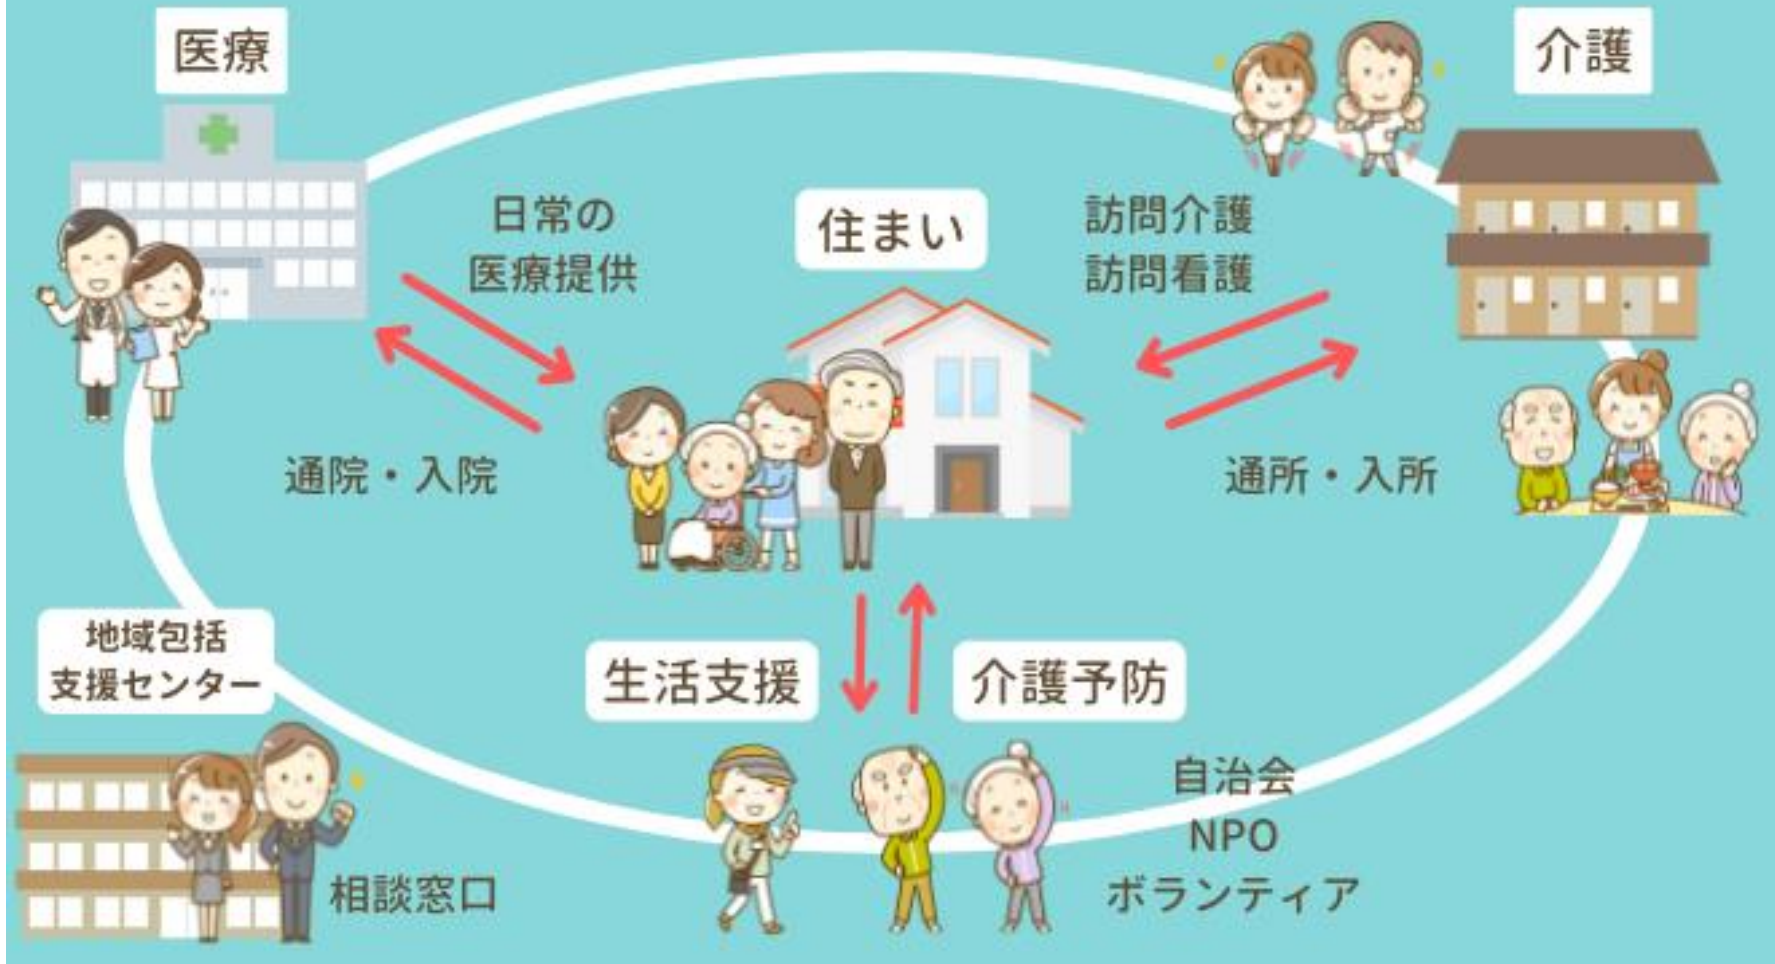 医療
介護
日常の
医療提供
住まい
訪問介護
訪問看護
通院・入院
通所・入所
地域包括
支援センター
生活支援
介護予防
相談窓口
自治会
NPO
ボランティア